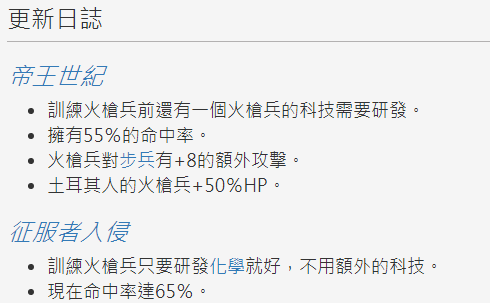 更新日誌
帝王世紀
訓練火槍兵前還有一個火槍兵的科技需要研發。
擁有55%的命中率。
火槍兵對步兵有+8的額外攻擊。
土耳其人的火槍兵+50%HP。
征服者入侵
訓練火槍兵只要研發化學就好，不用額外的科技。
現在命中率達65%。